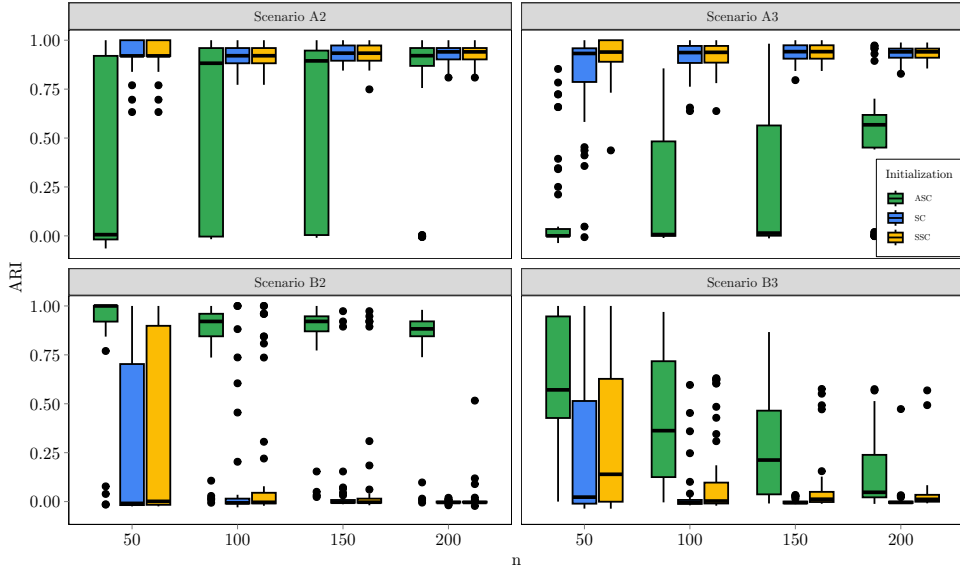 Scenario A2
Scenario A3
1.00
0.75
0.50
0.25
0.00
Initialization
ASC
SC
SSC
ARI
Scenario B2
Scenario B3
1.00
0.75
0.50
0.25
0.00
50
100
150
200
50
100
150
200
n